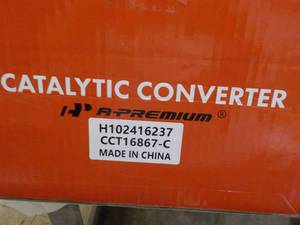 CATALYTIC CONVERTER
A-PREMIUM ®
H102416237
CCT16867-C
MADE IN CHINA